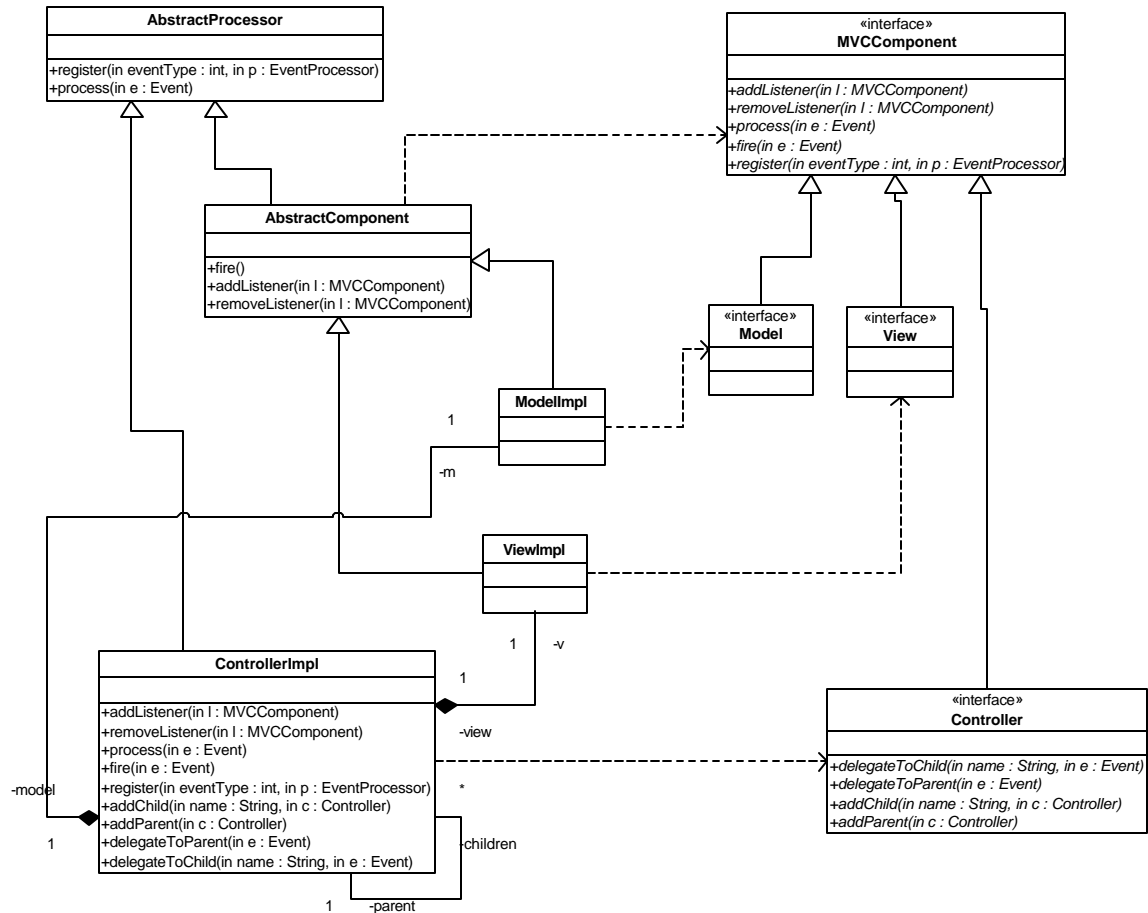 AbstractProcessor
+register(in eventType : int, in p : EventProcessor)
+process(in e : Event)
«interface»
MVCComponent
+addListener(in l : MVCComponent)
+removeListener(in l : MVCComponent)
+process(in e : Event)
+fire(in e : Event)
+register(in eventType : int, in p : EventProcessor)
AbstractComponent
+fire()
+addListener(in l : MVCComponent)
+removeListener(in l : MVCComponent)
«interface»
Model
«interface»
View
ModelImpl
1
-m
ViewImpl
1
-v
ControllerImpl
+addListener(in l : MVCComponent)
+removeListener(in l : MVCComponent)
+process(in e : Event)
+fire(in e : Event)
+register(in eventType : int, in p : EventProcessor)
+addChild(in name : String, in c : Controller)
+addParent(in c : Controller)
+delegateToParent(in e : Event)
+delegateToChild(in name : String, in e : Event)
1
-view
*
-children
1
-parent
-model
1
«interface»
Controller
+delegateToChild(in name : String, in e : Event)
+delegateToParent(in e : Event)
+addChild(in name : String, in c : Controller)
+addParent(in c : Controller)